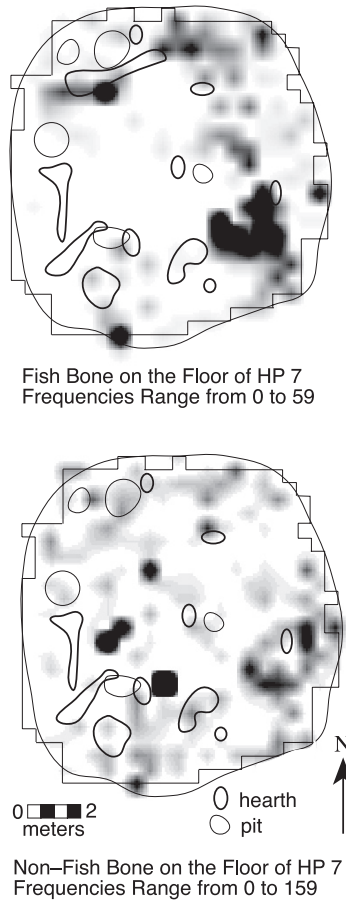 Fish Bone on the Floor of HP 7
Frequencies Range from 0 to 59
N
0 2
meters
hearth
pit
Non–Fish Bone on the Floor of HP 7
Frequencies Range from 0 to 159